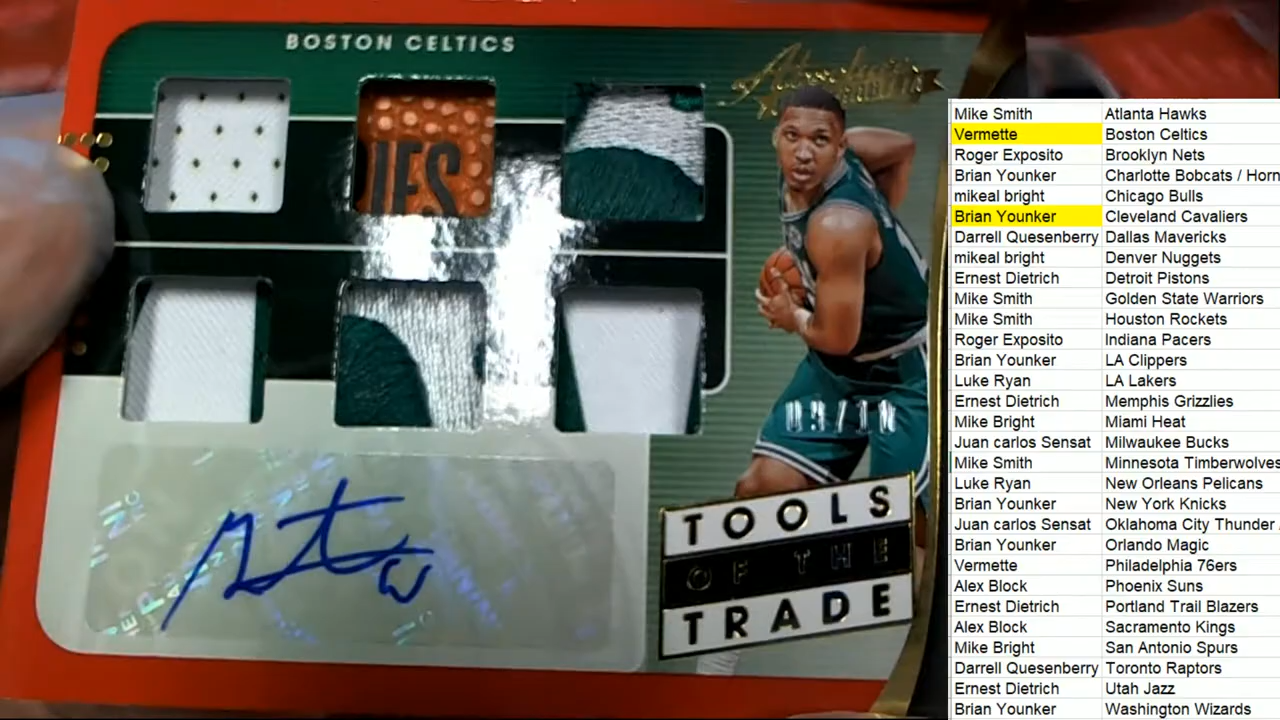 BOSTON CELTICS
Absolute
TOOLS
OF THE
TRADE
Mike Smith Atlanta Hawks
Vermette Boston Celtics
Roger Exposito Brooklyn Nets
Brian Younker Charlotte Bobcats / Horn
mikeal bright Chicago Bulls
Brian Younker Cleveland Cavaliers
Darrell Quesenberry Dallas Mavericks
mikeal bright Denver Nuggets
Ernest Dietrich Detroit Pistons
Mike Smith Golden State Warriors
Mike Smith Houston Rockets
Roger Exposito Indiana Pacers
Brian Younker LA Clippers
Luke Ryan LA Lakers
Ernest Dietrich Memphis Grizzlies
Mike Bright Miami Heat
Juan carlos Sensat Milwaukee Bucks
Mike Smith Minnesota Timberwolves
Luke Ryan New Orleans Pelicans
Brian Younker New York Knicks
Juan carlos Sensat Oklahoma City Thunder /
Brian Younker Orlando Magic
Vermette Philadelphia 76ers
Alex Block Phoenix Suns
Ernest Dietrich Portland Trail Blazers
Alex Block Sacramento Kings
Mike Bright San Antonio Spurs
Darrell Quesenberry Toronto Raptors
Ernest Dietrich Utah Jazz
Brian Younker Washington Wizards